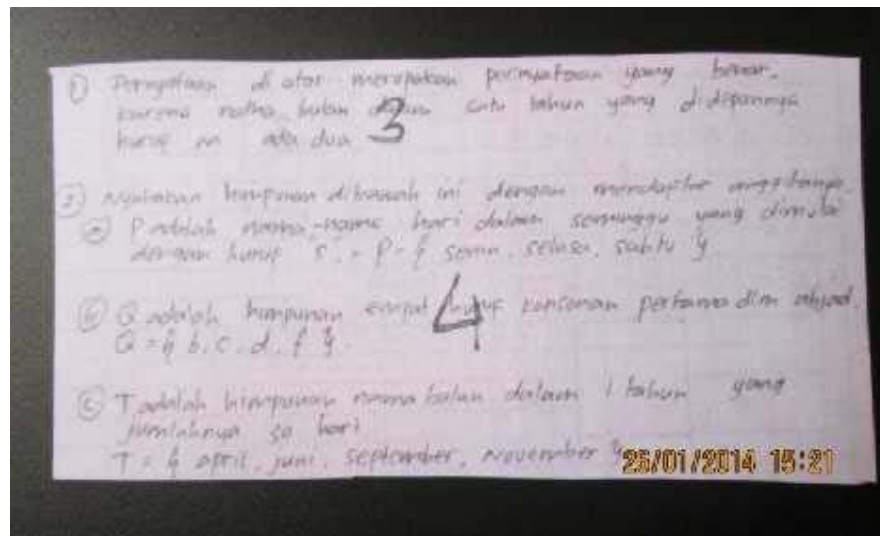 ① Pernyataan di atas merupakan pernyataan yang benar.
karena nama bulan dalam satu tahun yang didepannya
huruf m ada dua
3
② Nyatakan himpunan dibawah ini dengan mendaftar anggotanya.
ⓐ P adalah nama-nama hari dalam seminggu yang dimulai
dengan huruf "s". = P = { senin, selasa, sabtu }
ⓑ Q adalah himpunan empat huruf konsonan pertama dlm abjad.
4
Q = { b, c, d, f }.
ⓒ T adalah himpunan nama bulan dalam 1 tahun yang
jumlahnya 30 hari
T = { april, juni, september, november }
26/01/2014 15:21